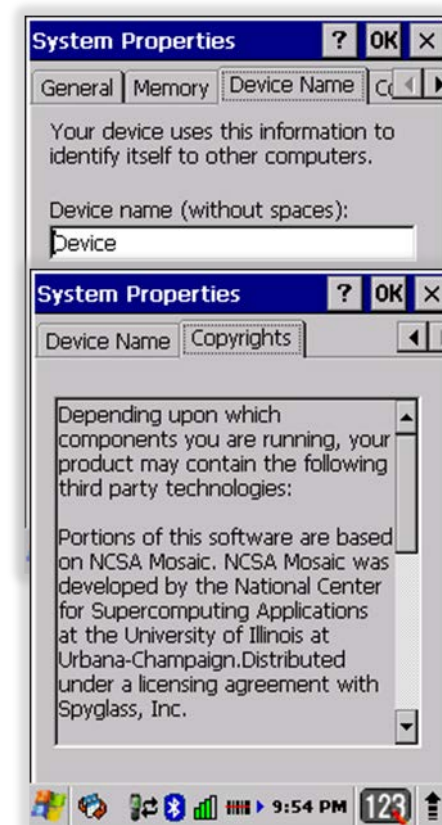 System Properties ? OK ×
General Memory Device Name Co
Your device uses this information to
identify itself to other computers.
Device name (without spaces):
Device
System Properties ? OK ×
Device Name Copyrights
Depending upon which
components you are running, your
product may contain the following
third party technologies:
Portions of this software are based
on NCSA Mosaic. NCSA Mosaic was
developed by the National Center
for Supercomputing Applications
at the University of Illinois at
Urbana-Champaign.Distributed
under a licensing agreement with
Spyglass, Inc.
9:54 PM 123